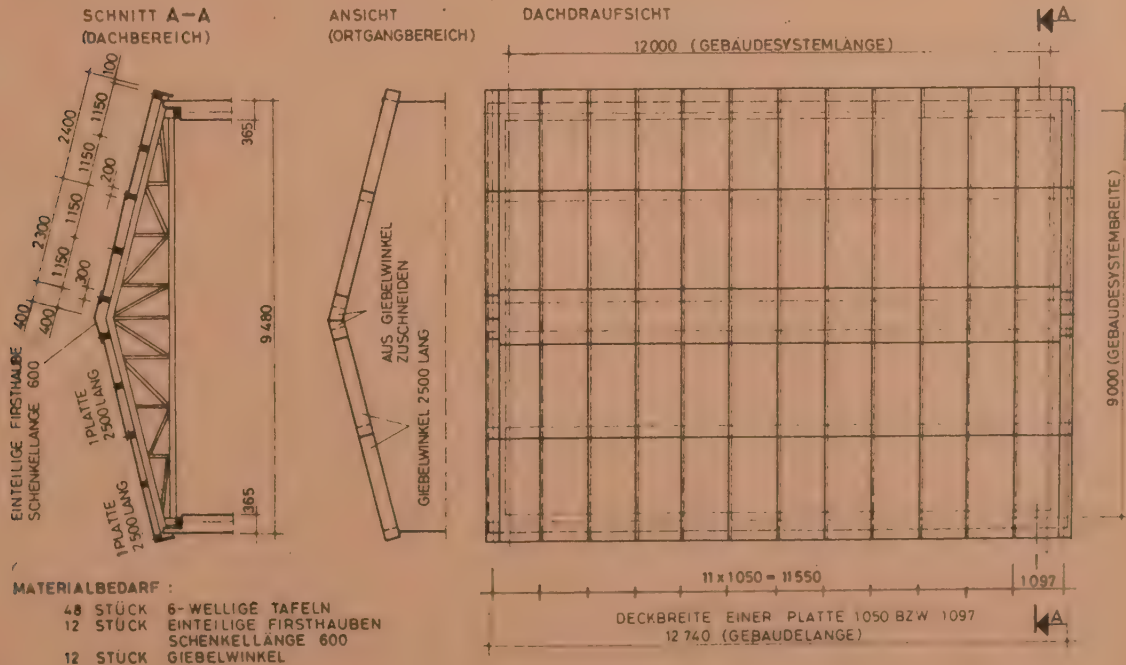 SCHNITT A-A
(DACHBEREICH)
ANSICHT
(ORTGANGBEREICH)
DACHDRAUFSICHT
A
12000 (GEBÄUDESYSTEMLÄNGE)
100
1150
2400
1150
200
1150
2300
1150
300
400
400
365
9480
365
EINTEILIGE FIRSTHAUBE
SCHENKELLÄNGE 600
1 PLATTE
2500 LANG
1 PLATTE
2500 LANG
AUS GIEBELWINKEL
ZUSCHNEIDEN
GIEBELWINKEL 2500 LANG
9000 (GEBÄUDESYSTEMBREITE)
11 x 1050 = 11550
1097
DECKBREITE EINER PLATTE 1050 BZW 1097
A
12740 (GEBÄUDELÄNGE)
MATERIALBEDARF :
48 STÜCK 6-WELLIGE TAFELN
12 STÜCK EINTEILIGE FIRSTHAUBEN
SCHENKELLÄNGE 600
12 STÜCK GIEBELWINKEL